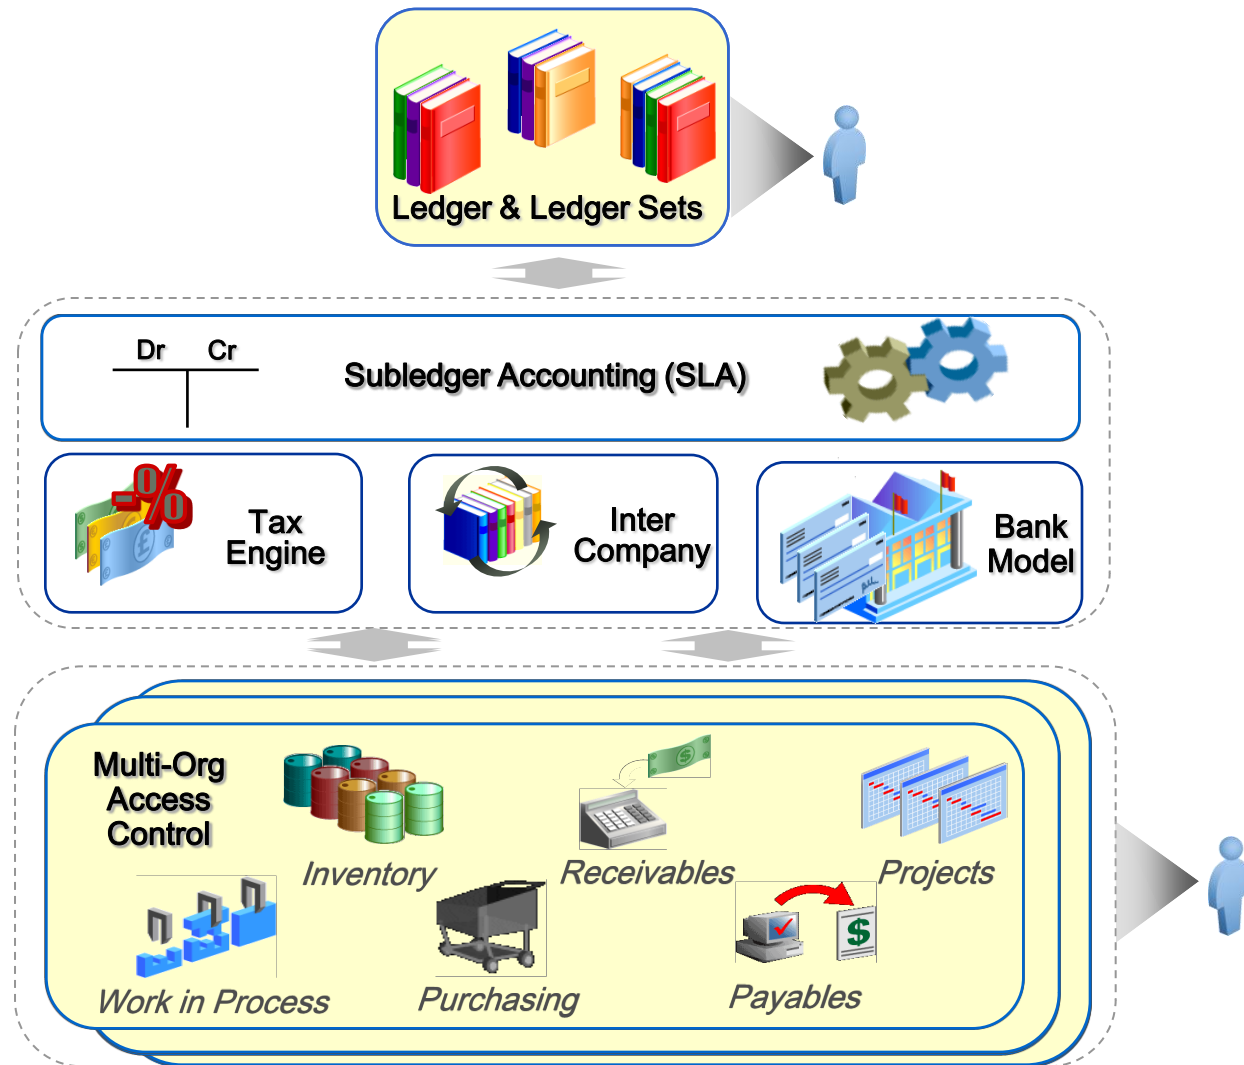 Ledger & Ledger Sets
Dr Cr
Subledger Accounting (SLA)
-%
Tax
Engine
Inter
Company
Bank
Model
£
Multi-Org
Access
Control
$
Inventory
Receivables
Projects
$
Work in Process
Purchasing
Payables